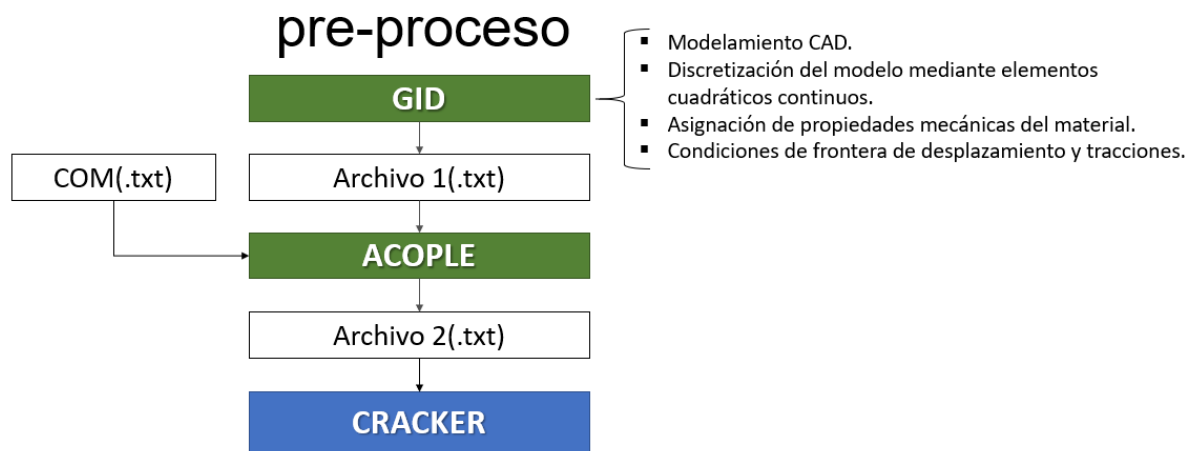 pre-proceso
GID
▪ Modelamiento CAD.
▪ Discretización del modelo mediante elementos
cuadráticos continuos.
▪ Asignación de propiedades mecánicas del material.
▪ Condiciones de frontera de desplazamiento y tracciones.
COM(.txt)
Archivo 1(.txt)
ACOPLE
Archivo 2(.txt)
CRACKER